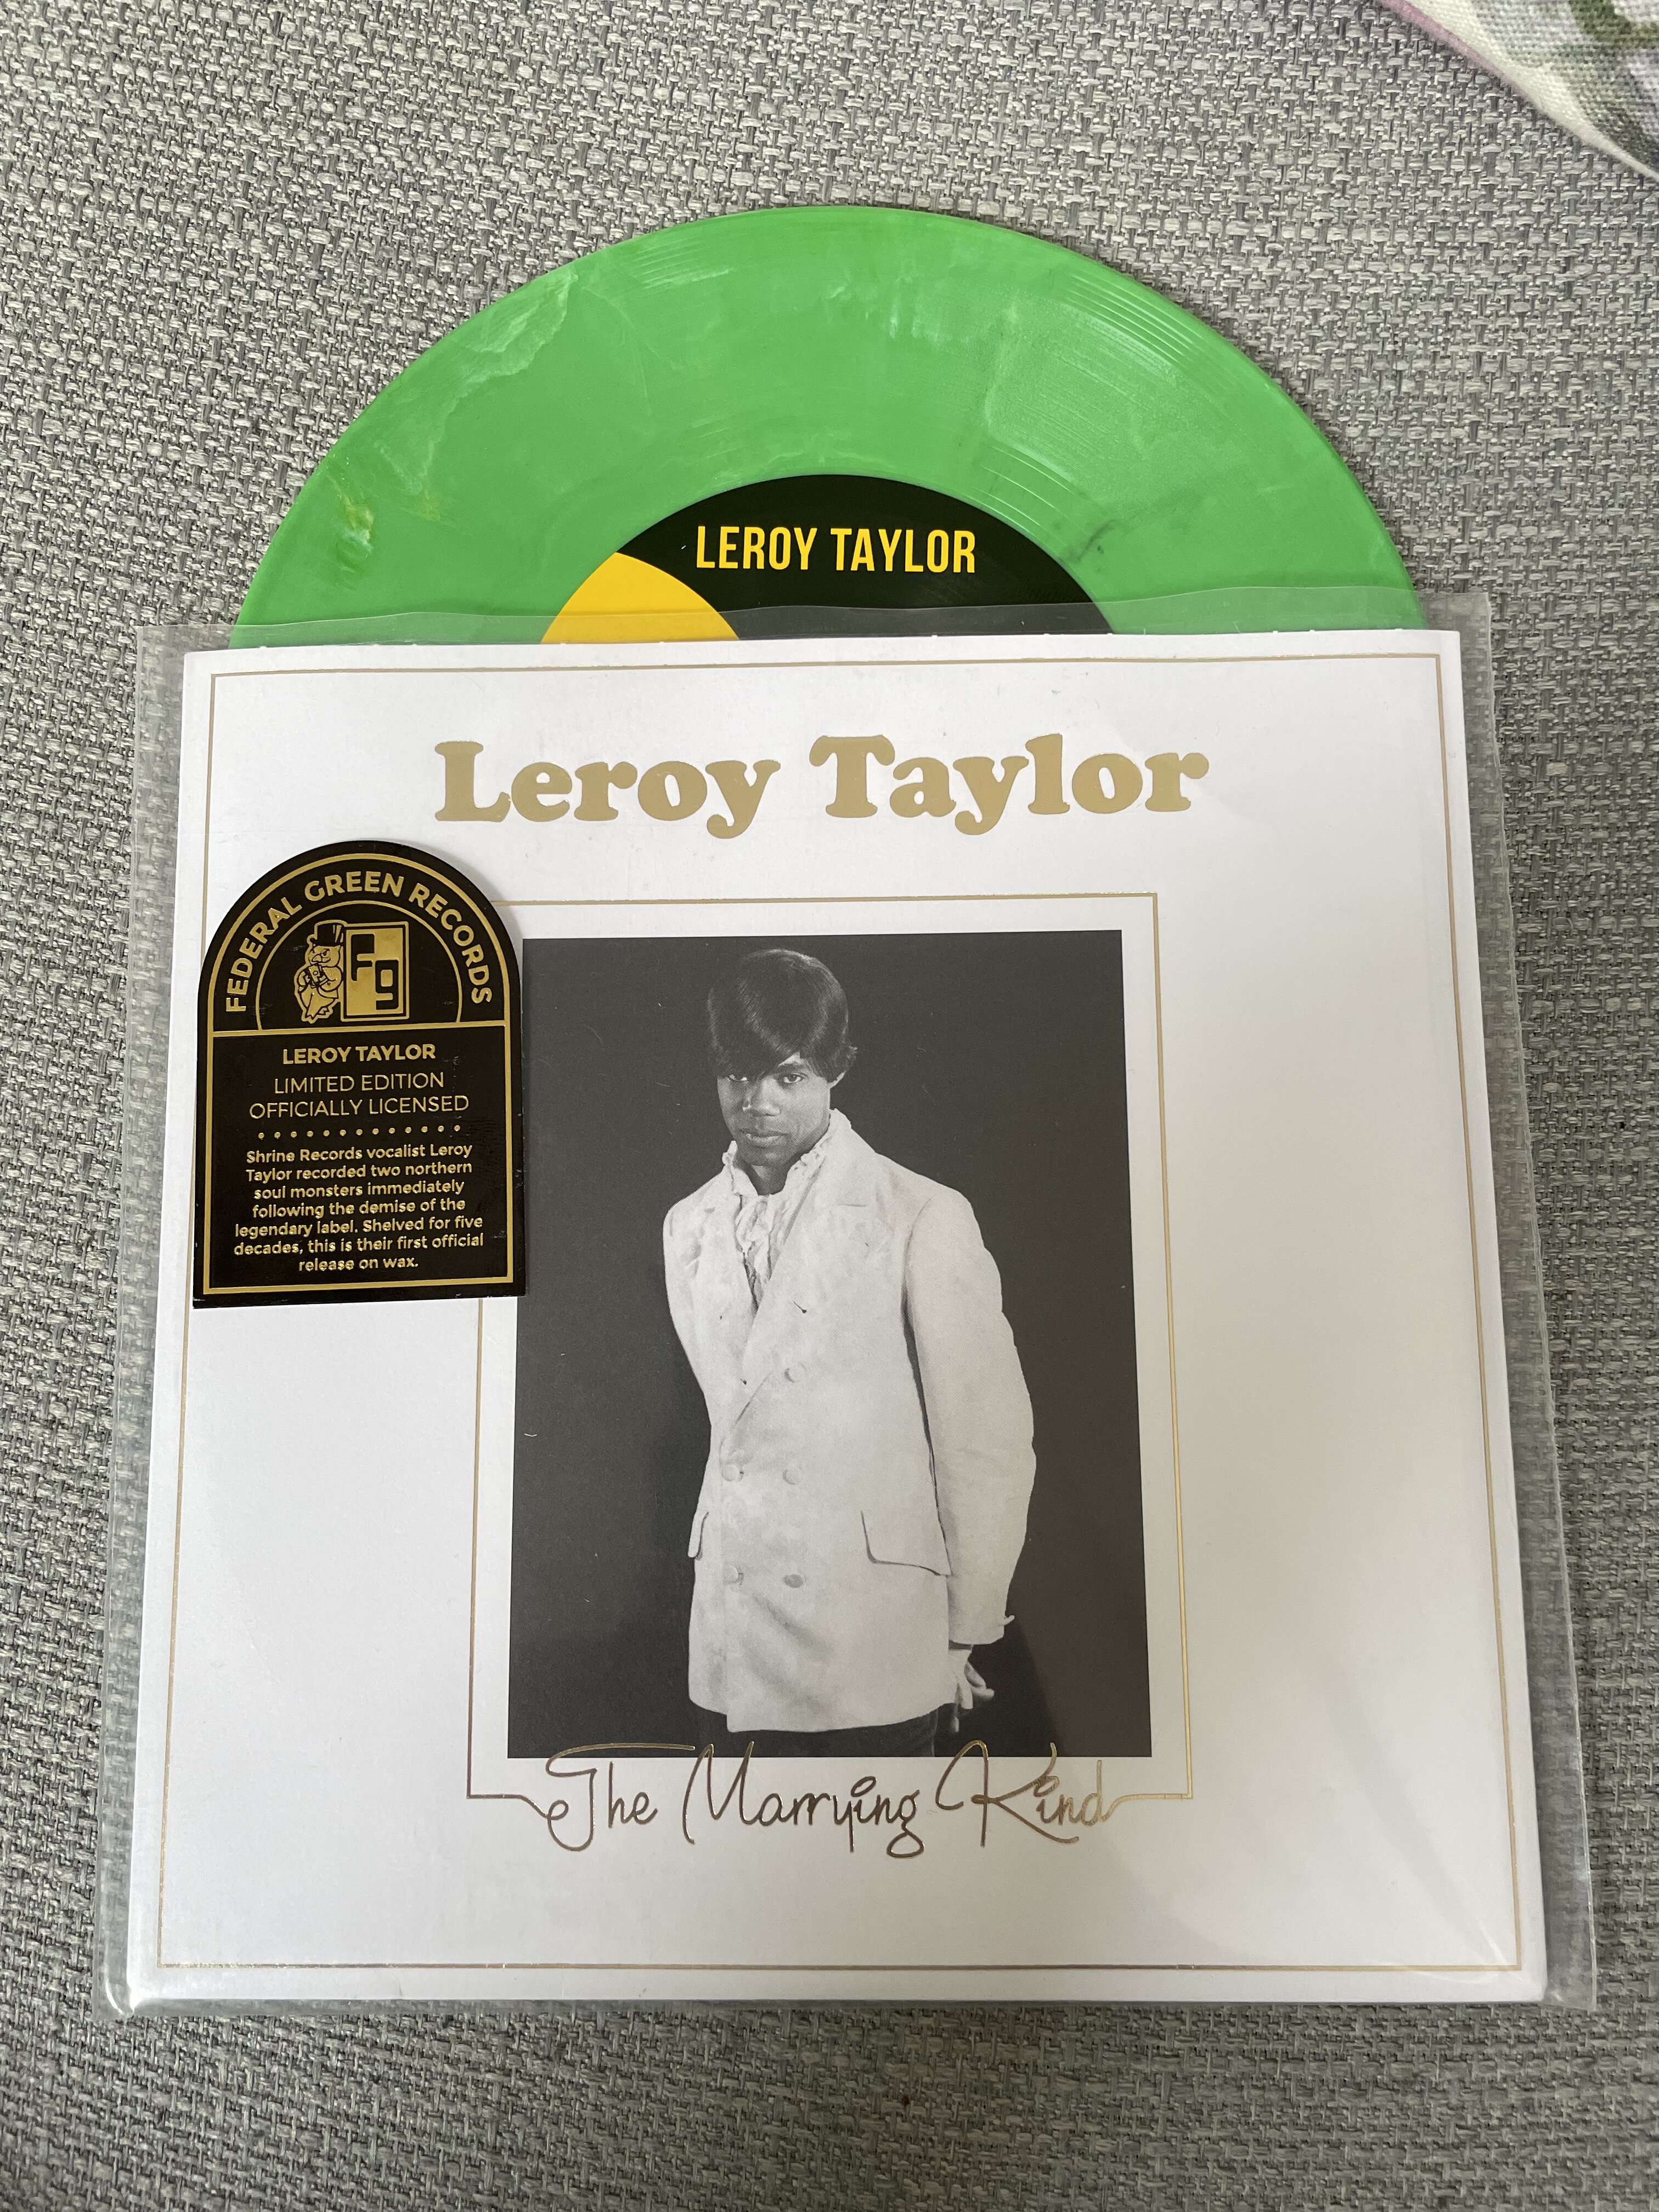 LEROY TAYLOR
Leroy Taylor
FEDERAL GREEN RECORDS
Fg
LEROY TAYLOR
LIMITED EDITION
OFFICIALLY LICENSED
Shrine Records vocalist Leroy
Taylor recorded two northern
soul monsters immediately
following the demise of the
legendary label. Shelved for five
decades, this is their first official
release on wax.
The Marrying Kind